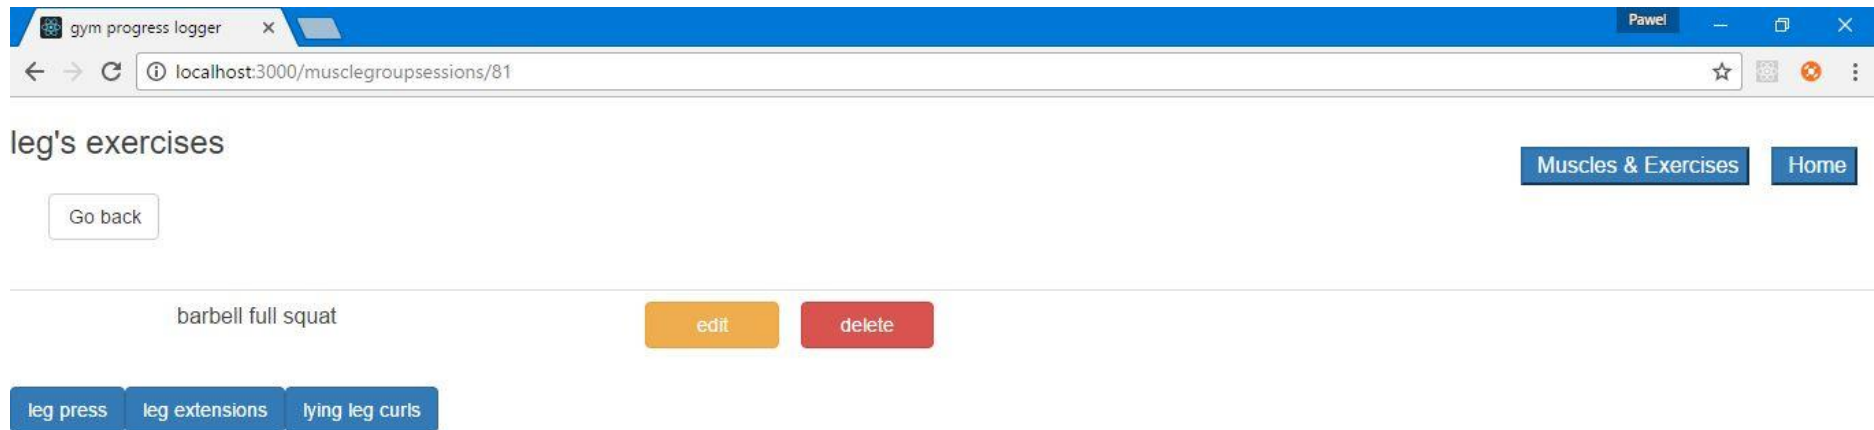 gym progress logger
Pawel
localhost:3000/musclegroupsessions/81
leg's exercises
Muscles & Exercises Home
Go back
barbell full squat edit delete
leg press leg extensions lying leg curls